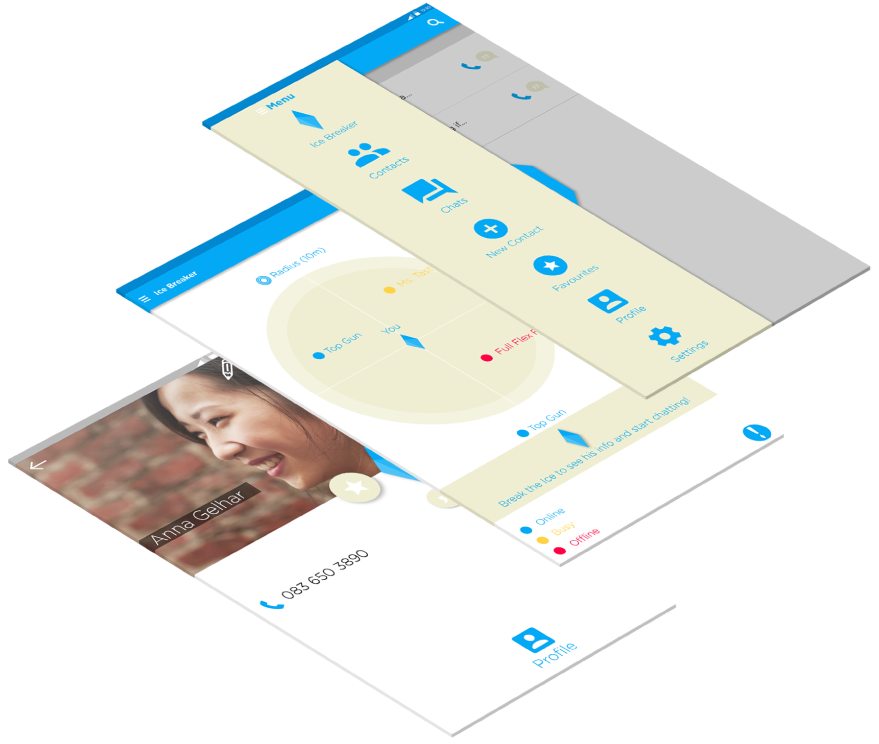 Menu
Ice Breaker
Contacts
Chats
New Contact
Favourites
Profile
Settings
Ice Breaker
Radius (10m)
You
Top Gun
Full Flex
Top Gun
Break the ice to see his info and start chatting!
Online
Busy
Offline
Anna Gelhar
083 650 3890
Profile